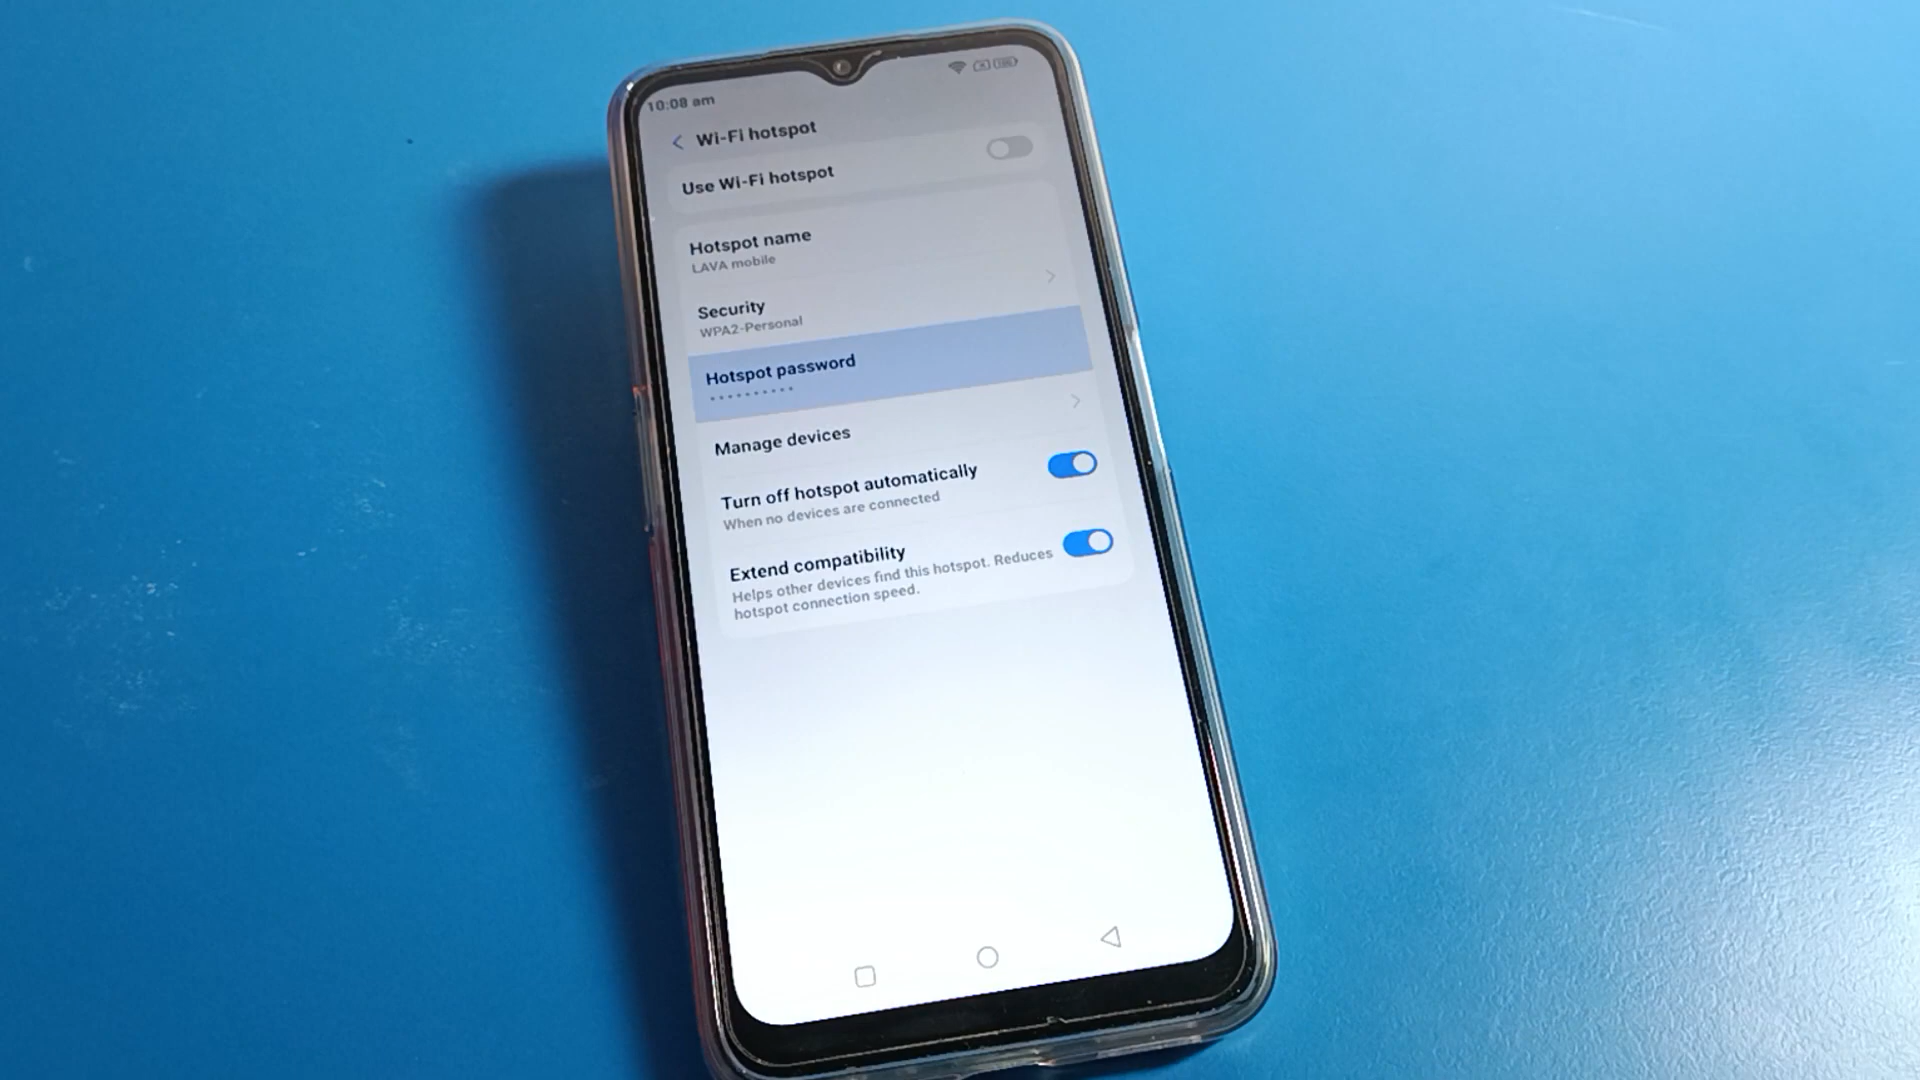 10:08 am
Wi-Fi hotspot
Use Wi-Fi hotspot
Hotspot name
LAVA mobile
Security
WPA2-Personal
Hotspot password
••••••••••
Manage devices
Turn off hotspot automatically
When no devices are connected
Extend compatibility
Helps other devices find this hotspot. Reduces
hotspot connection speed.